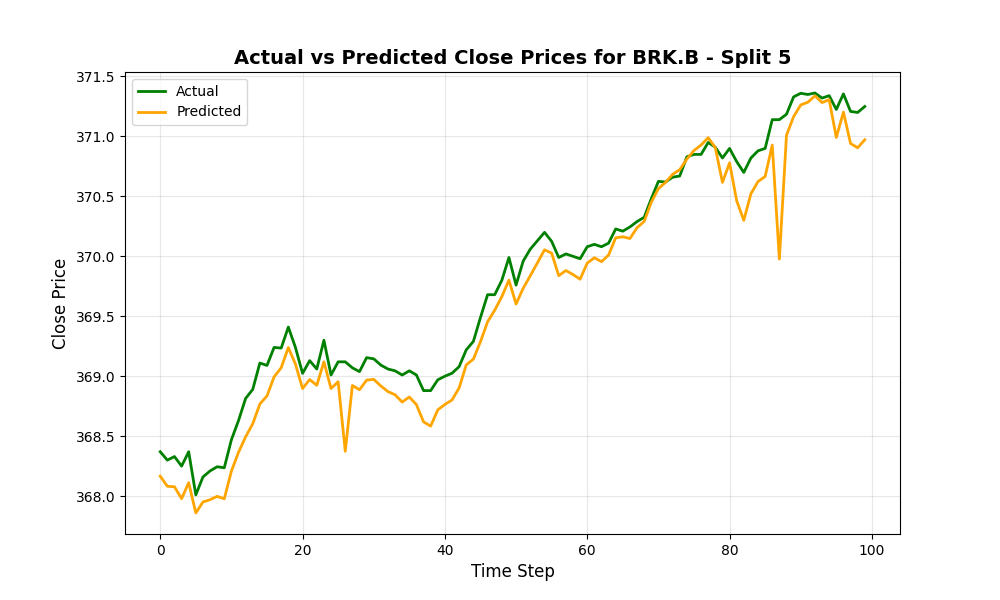 Actual vs Predicted Close Prices for BRK.B - Split 5
Actual
Predicted
Close Price
371.5
371.0
370.5
370.0
369.5
369.0
368.5
368.0
0 20 40 60 80 100
Time Step